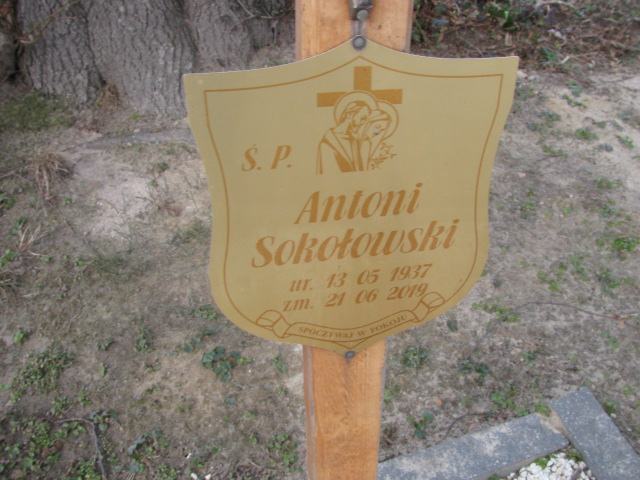 Ś. P.
Antoni
Sokołowski
ur. 13 05 1937
zm. 21 06 2019
SPOCZYWAJ W POKOJU